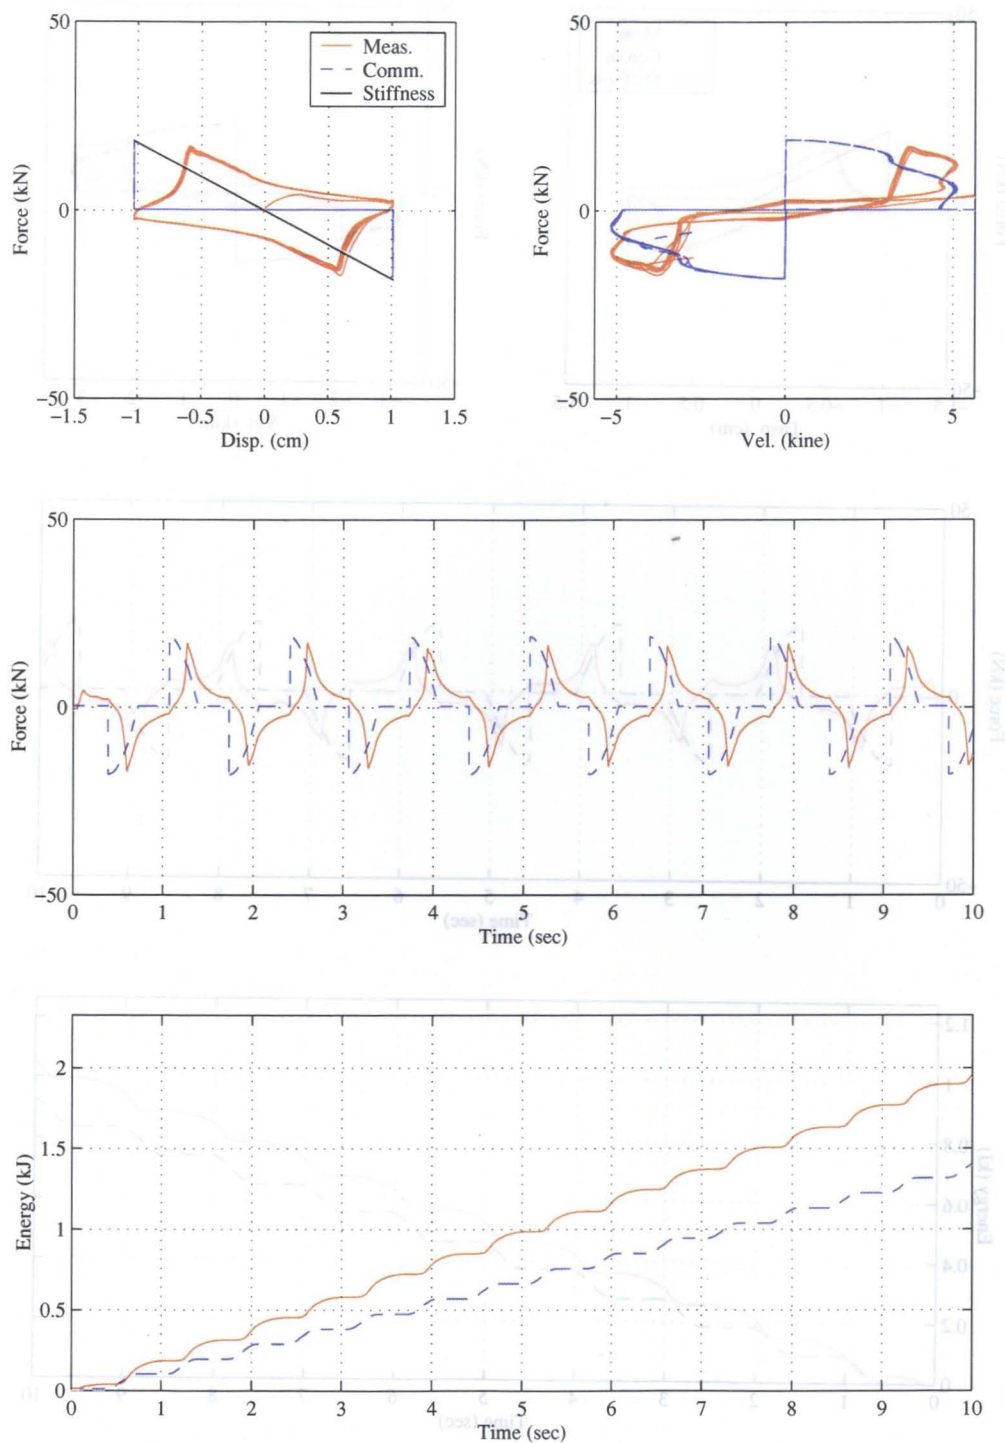 50
Meas.
Comm.
Stiffness
Force (kN)
0
−50
−1.5 −1 −0.5 0 0.5 1 1.5
Disp. (cm)
50
Force (kN)
0
−50
−5 0 5
Vel. (kine)
50
Force (kN)
0
−50
0 1 2 3 4 5 6 7 8 9 10
Time (sec)
2
1.5
Energy (kJ)
1
0.5
0
0 1 2 3 4 5 6 7 8 9 10
Time (sec)